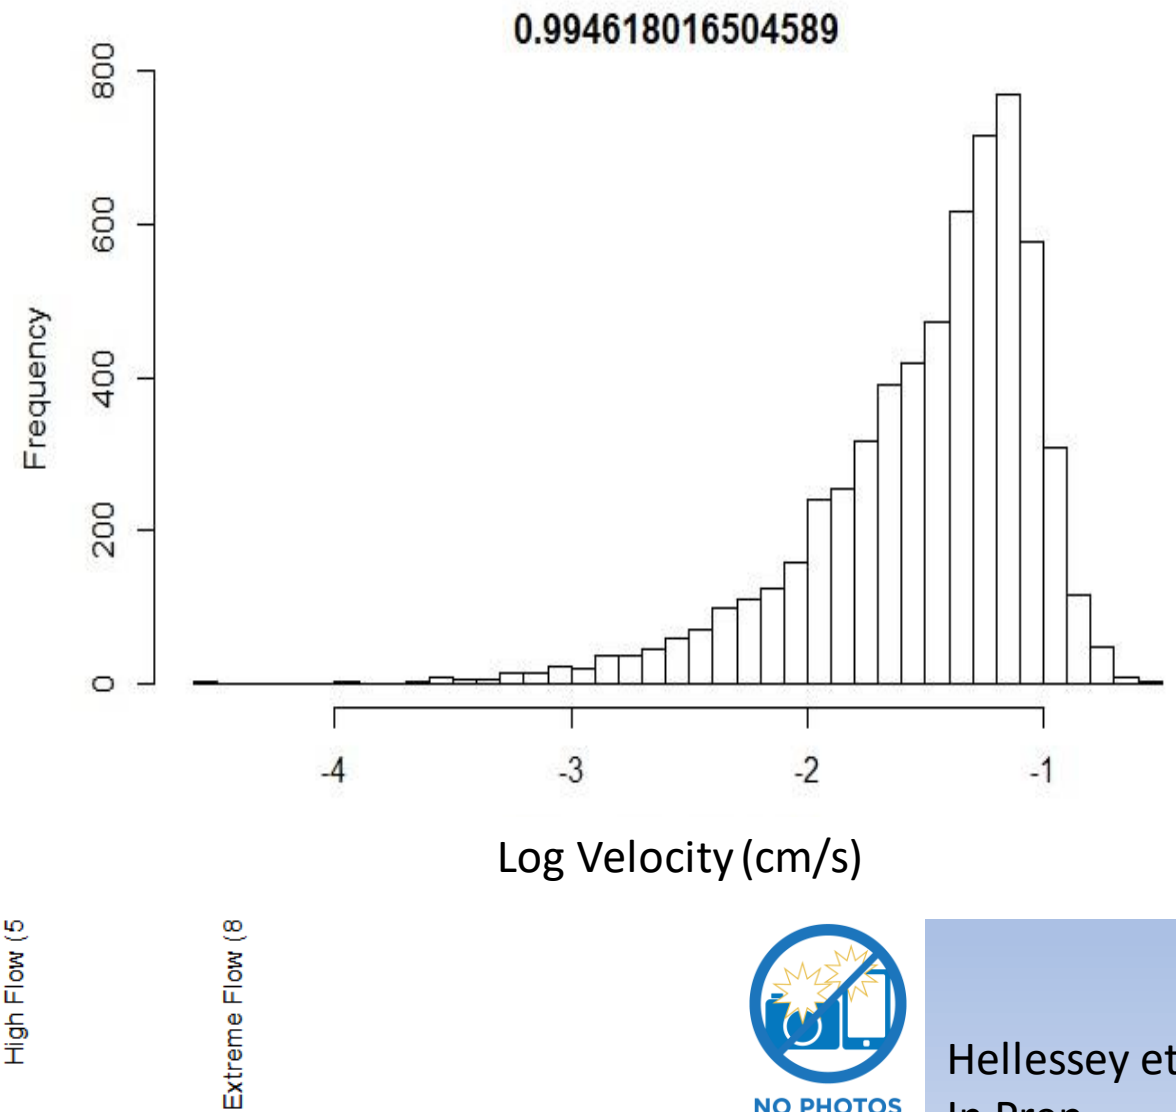 0.994618016504589
800
600
400
200
0
Frequency
-4
-3
-2
-1
Log Velocity (cm/s)
High Flow (5
Extreme Flow (8
NO PHOTOS
Hellessey et
In Prep